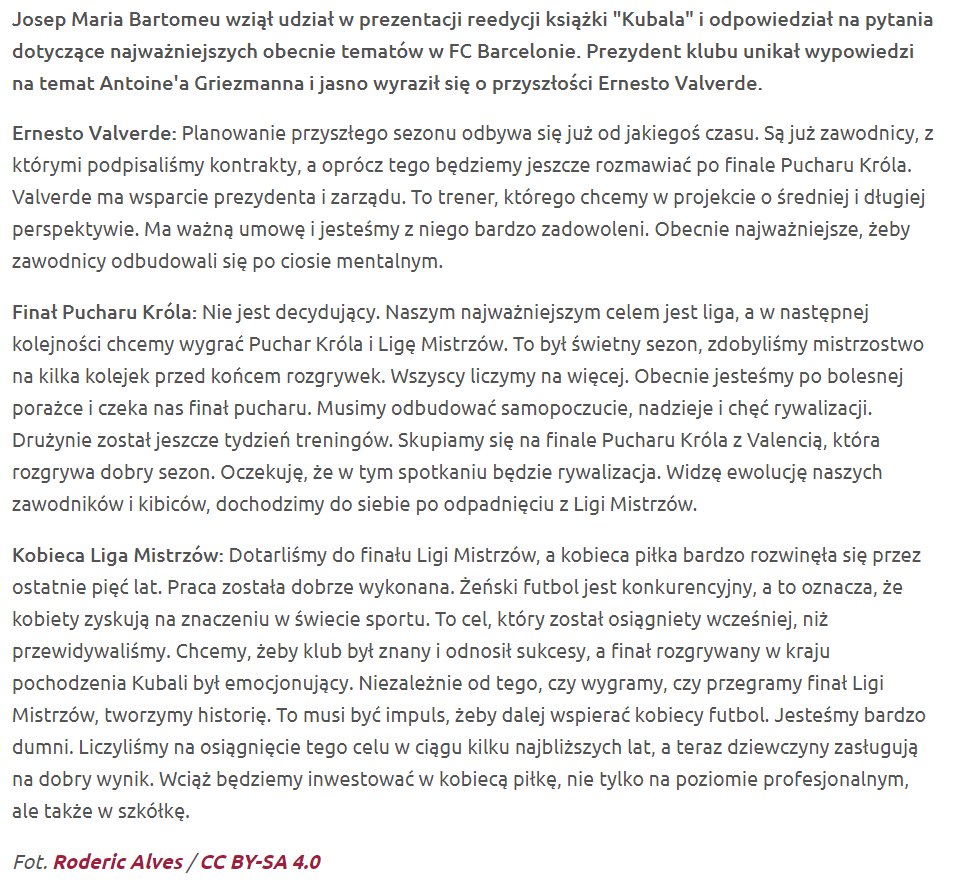 Josep Maria Bartomeu wziął udział w prezentacji reedycji książki "Kubala" i odpowiedział na pytania
dotyczące najważniejszych obecnie tematów w FC Barcelonie. Prezydent klubu unikał wypowiedzi
na temat Antoine'a Griezmanna i jasno wyraził się o przyszłości Ernesto Valverde.
Ernesto Valverde: Planowanie przyszłego sezonu odbywa się już od jakiegoś czasu. Są już zawodnicy, z
którymi podpisaliśmy kontrakty, a oprócz tego będziemy jeszcze rozmawiać po finale Pucharu Króla.
Valverde ma wsparcie prezydenta i zarządu. To trener, którego chcemy w projekcie o średniej i długiej
perspektywie. Ma ważną umowę i jesteśmy z niego bardzo zadowoleni. Obecnie najważniejsze, żeby
zawodnicy odbudowali się po ciosie mentalnym.
Finał Pucharu Króla: Nie jest decydujący. Naszym najważniejszym celem jest liga, a w następnej
kolejności chcemy wygrać Puchar Króla i Ligę Mistrzów. To był świetny sezon, zdobyliśmy mistrzostwo
na kilka kolejek przed końcem rozgrywek. Wszyscy liczymy na więcej. Obecnie jesteśmy po bolesnej
porażce i czeka nas finał pucharu. Musimy odbudować samopoczucie, nadzieje i chęć rywalizacji.
Drużynie został jeszcze tydzień treningów. Skupiamy się na finale Pucharu Króla z Valencią, która
rozgrywa dobry sezon. Oczekuję, że w tym spotkaniu będzie rywalizacja. Widzę ewolucję naszych
zawodników i kibiców, dochodzimy do siebie po odpadnięciu z Ligi Mistrzów.
Kobieca Liga Mistrzów: Dotarliśmy do finału Ligi Mistrzów, a kobieca piłka bardzo rozwinęła się przez
ostatnie pięć lat. Praca została dobrze wykonana. Żeński futbol jest konkurencyjny, a to oznacza, że
kobiety zyskują na znaczeniu w świecie sportu. To cel, który został osiągniety wcześniej, niż
przewidywaliśmy. Chcemy, żeby klub był znany i odnosił sukcesy, a finał rozgrywany w kraju
pochodzenia Kubali był emocjonujący. Niezależnie od tego, czy wygramy, czy przegramy finał Ligi
Mistrzów, tworzymy historię. To musi być impuls, żeby dalej wspierać kobiecy futbol. Jesteśmy bardzo
dumni. Liczyliśmy na osiągnięcie tego celu w ciągu kilku najbliższych lat, a teraz dziewczyny zasługują
na dobry wynik. Wciąż będziemy inwestować w kobiecą piłkę, nie tylko na poziomie profesjonalnym,
ale także w szkółkę.
Fot. Roderic Alves / CC BY-SA 4.0